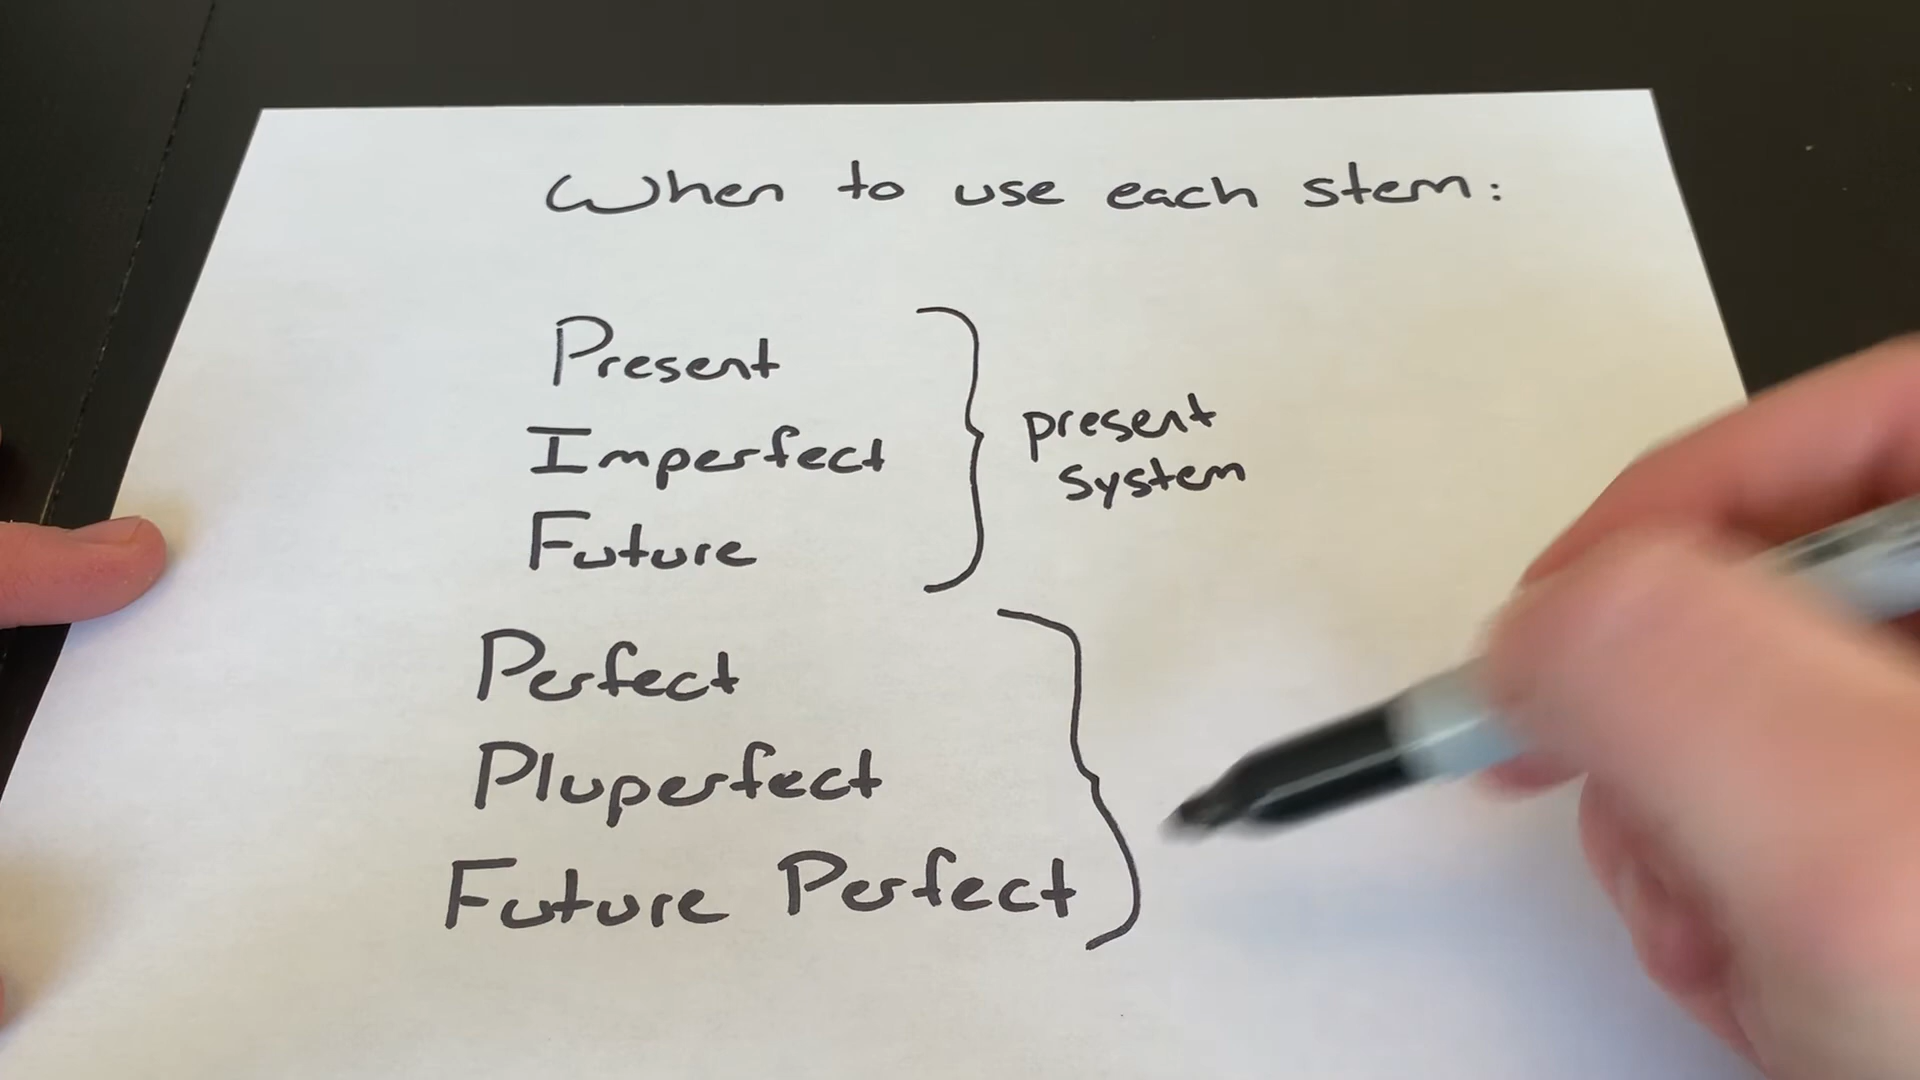 When to use each stem:
Present
Imperfect
Future
present
system
Perfect
Pluperfect
Future Perfect